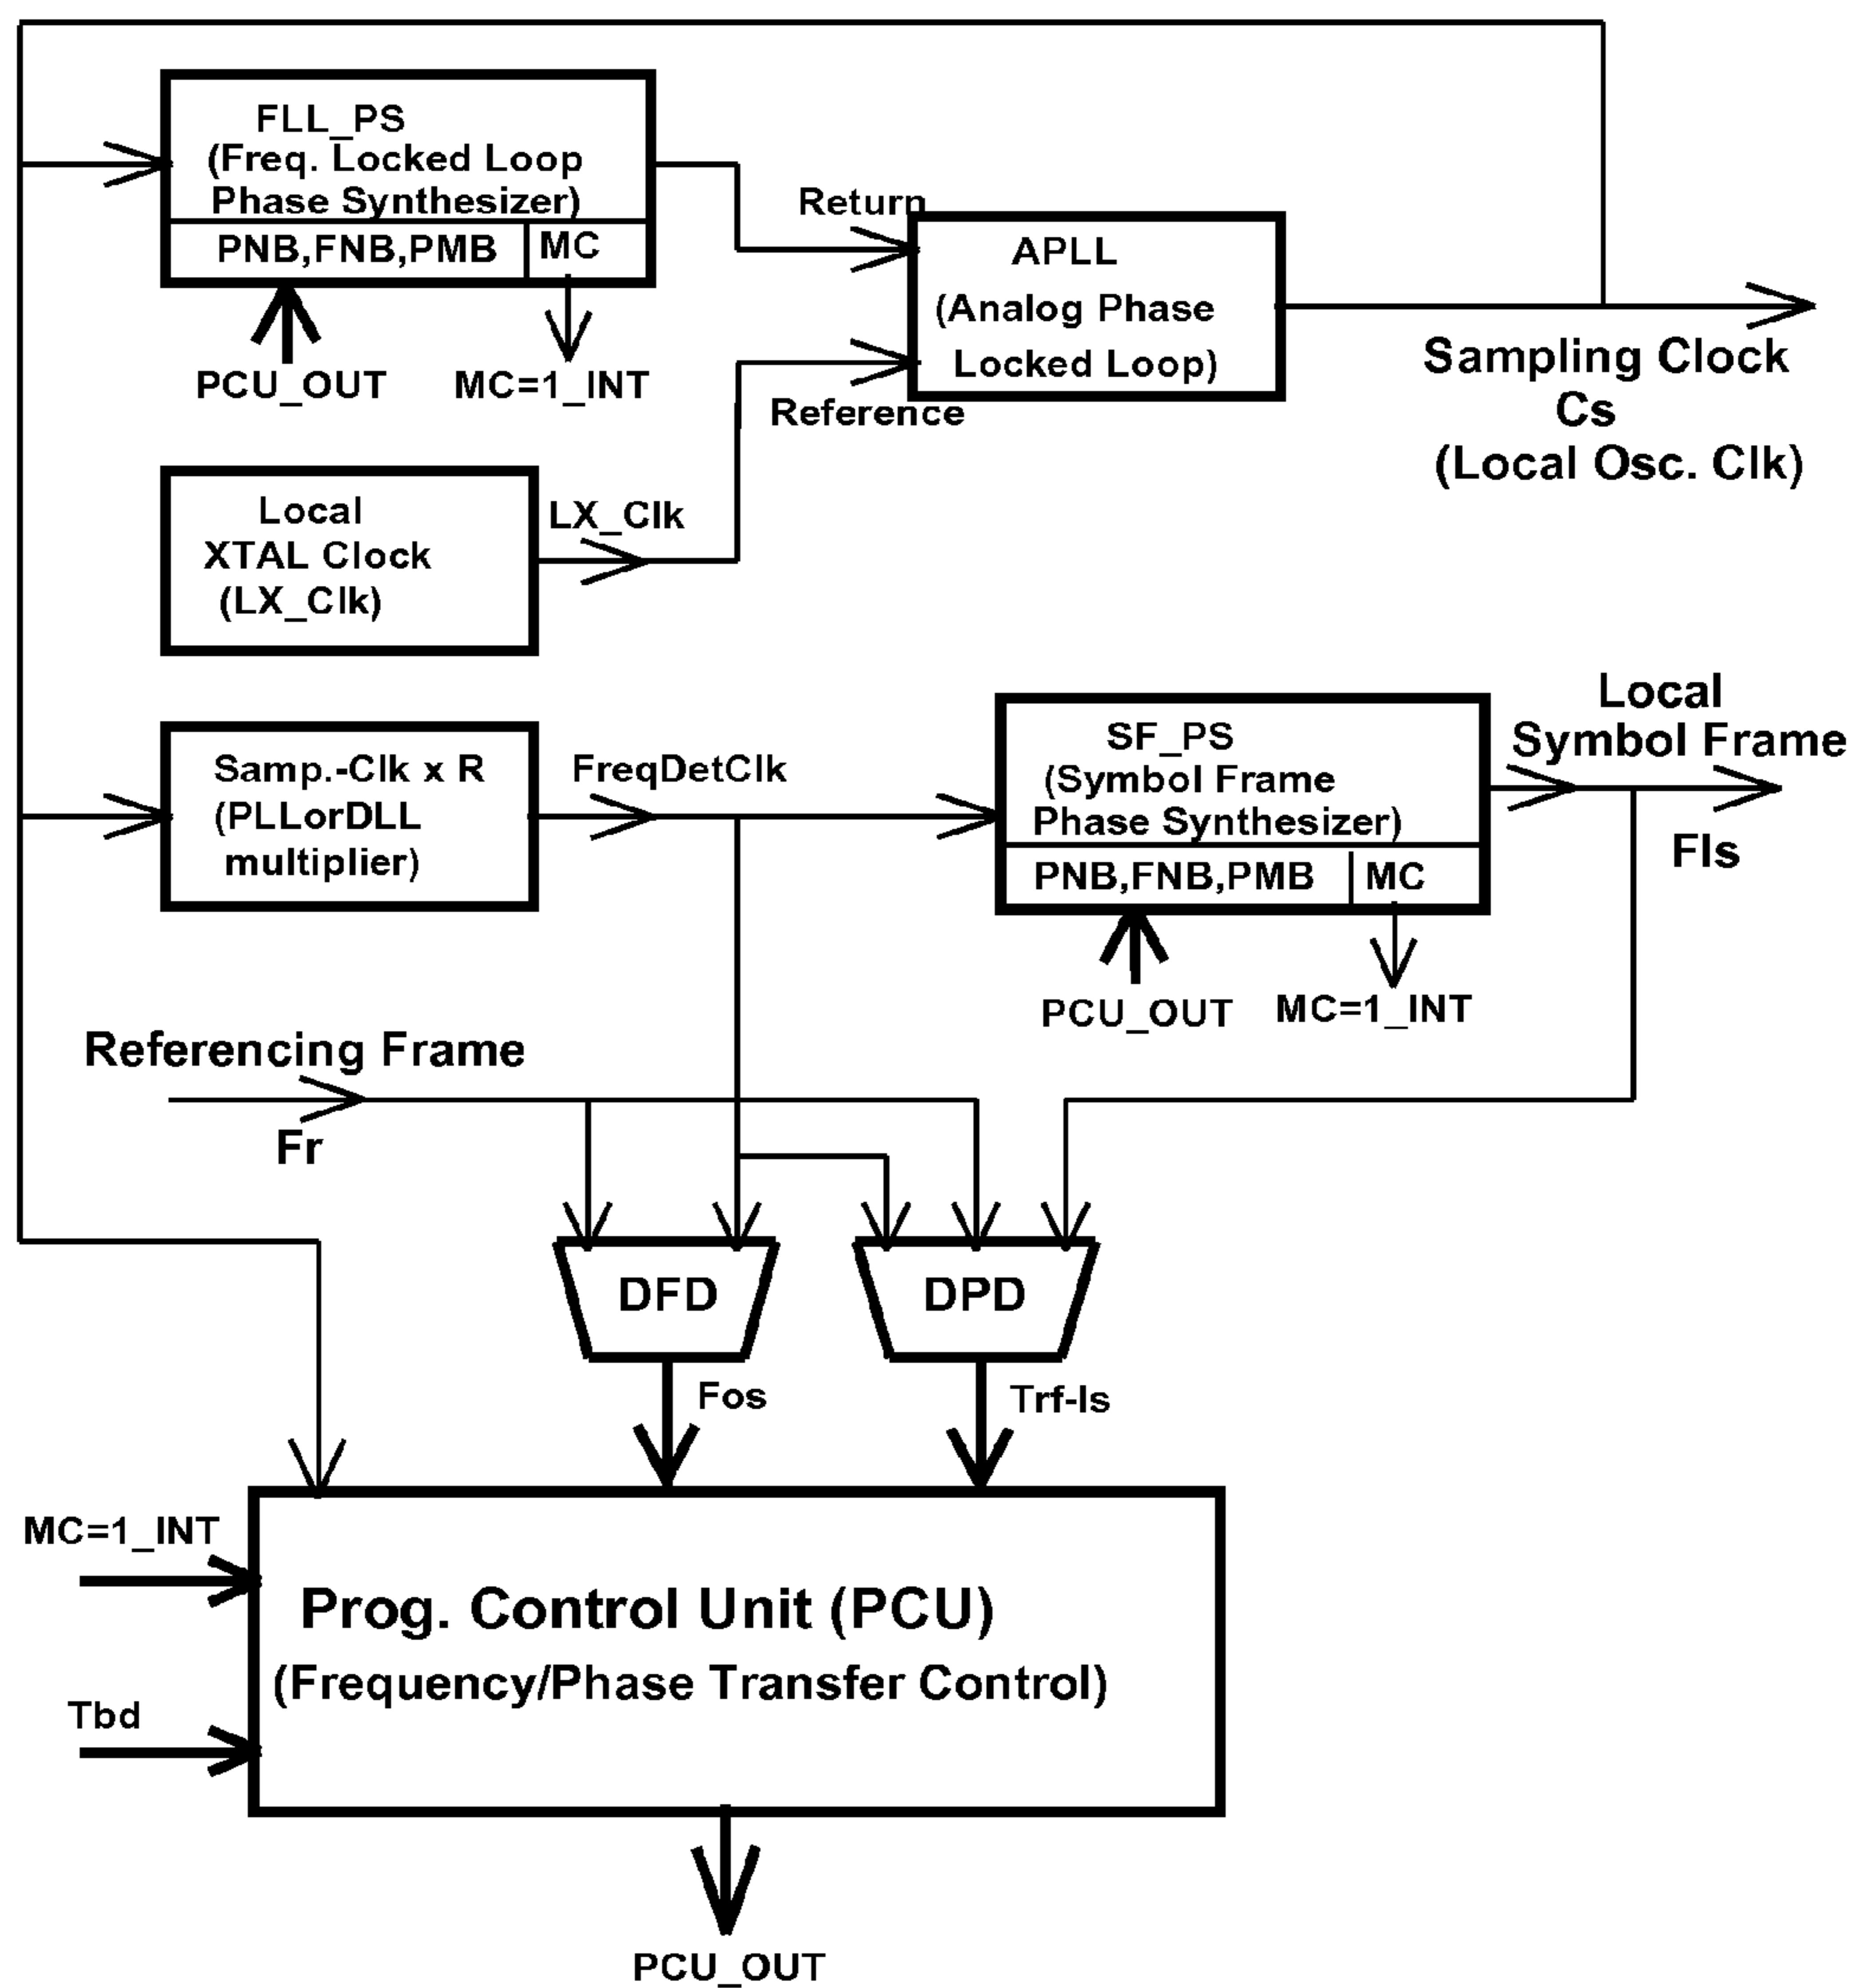 FLL_PS
(Freq. Locked Loop
Phase Synthesizer)
PNB,FNB,PMB
MC
PCU_OUT
MC=1_INT
Return
Reference
APLL
(Analog Phase
Locked Loop)
Sampling Clock
Cs
(Local Osc. Clk)
Local
XTAL Clock
(LX_Clk)
LX_Clk
Samp.-Clk x R
(PLLorDLL
multiplier)
FreqDetClk
SF_PS
(Symbol Frame
Phase Synthesizer)
PNB,FNB,PMB
MC
PCU_OUT
MC=1_INT
Local
Symbol Frame
Fls
Referencing Frame
Fr
DFD
DPD
Fos
Trf-ls
MC=1_INT
Tbd
Prog. Control Unit (PCU)
(Frequency/Phase Transfer Control)
PCU_OUT